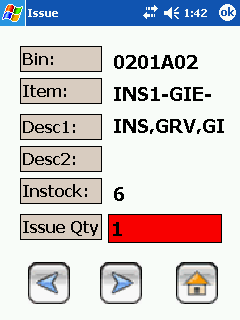 Issue 1:42 ok
Bin: 0201A02
Item: INS1-GIE-
Desc1: INS,GRV,GI
Desc2:
Instock: 6
Issue Qty 1